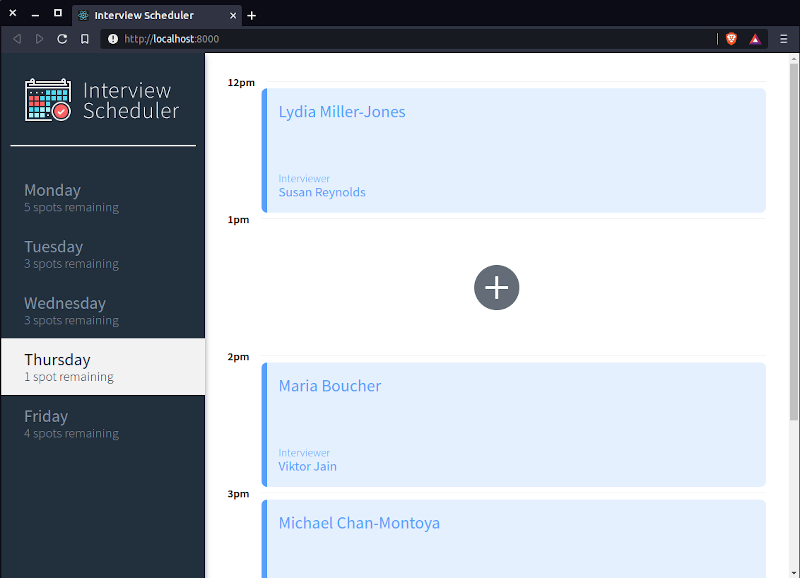 Interview Scheduler
http://localhost:8000
Interview
Scheduler
Monday
5 spots remaining
Tuesday
3 spots remaining
Wednesday
3 spots remaining
Thursday
1 spot remaining
Friday
4 spots remaining
12pm
Lydia Miller-Jones
Interviewer
Susan Reynolds
1pm
2pm
Maria Boucher
Interviewer
Viktor Jain
3pm
Michael Chan-Montoya